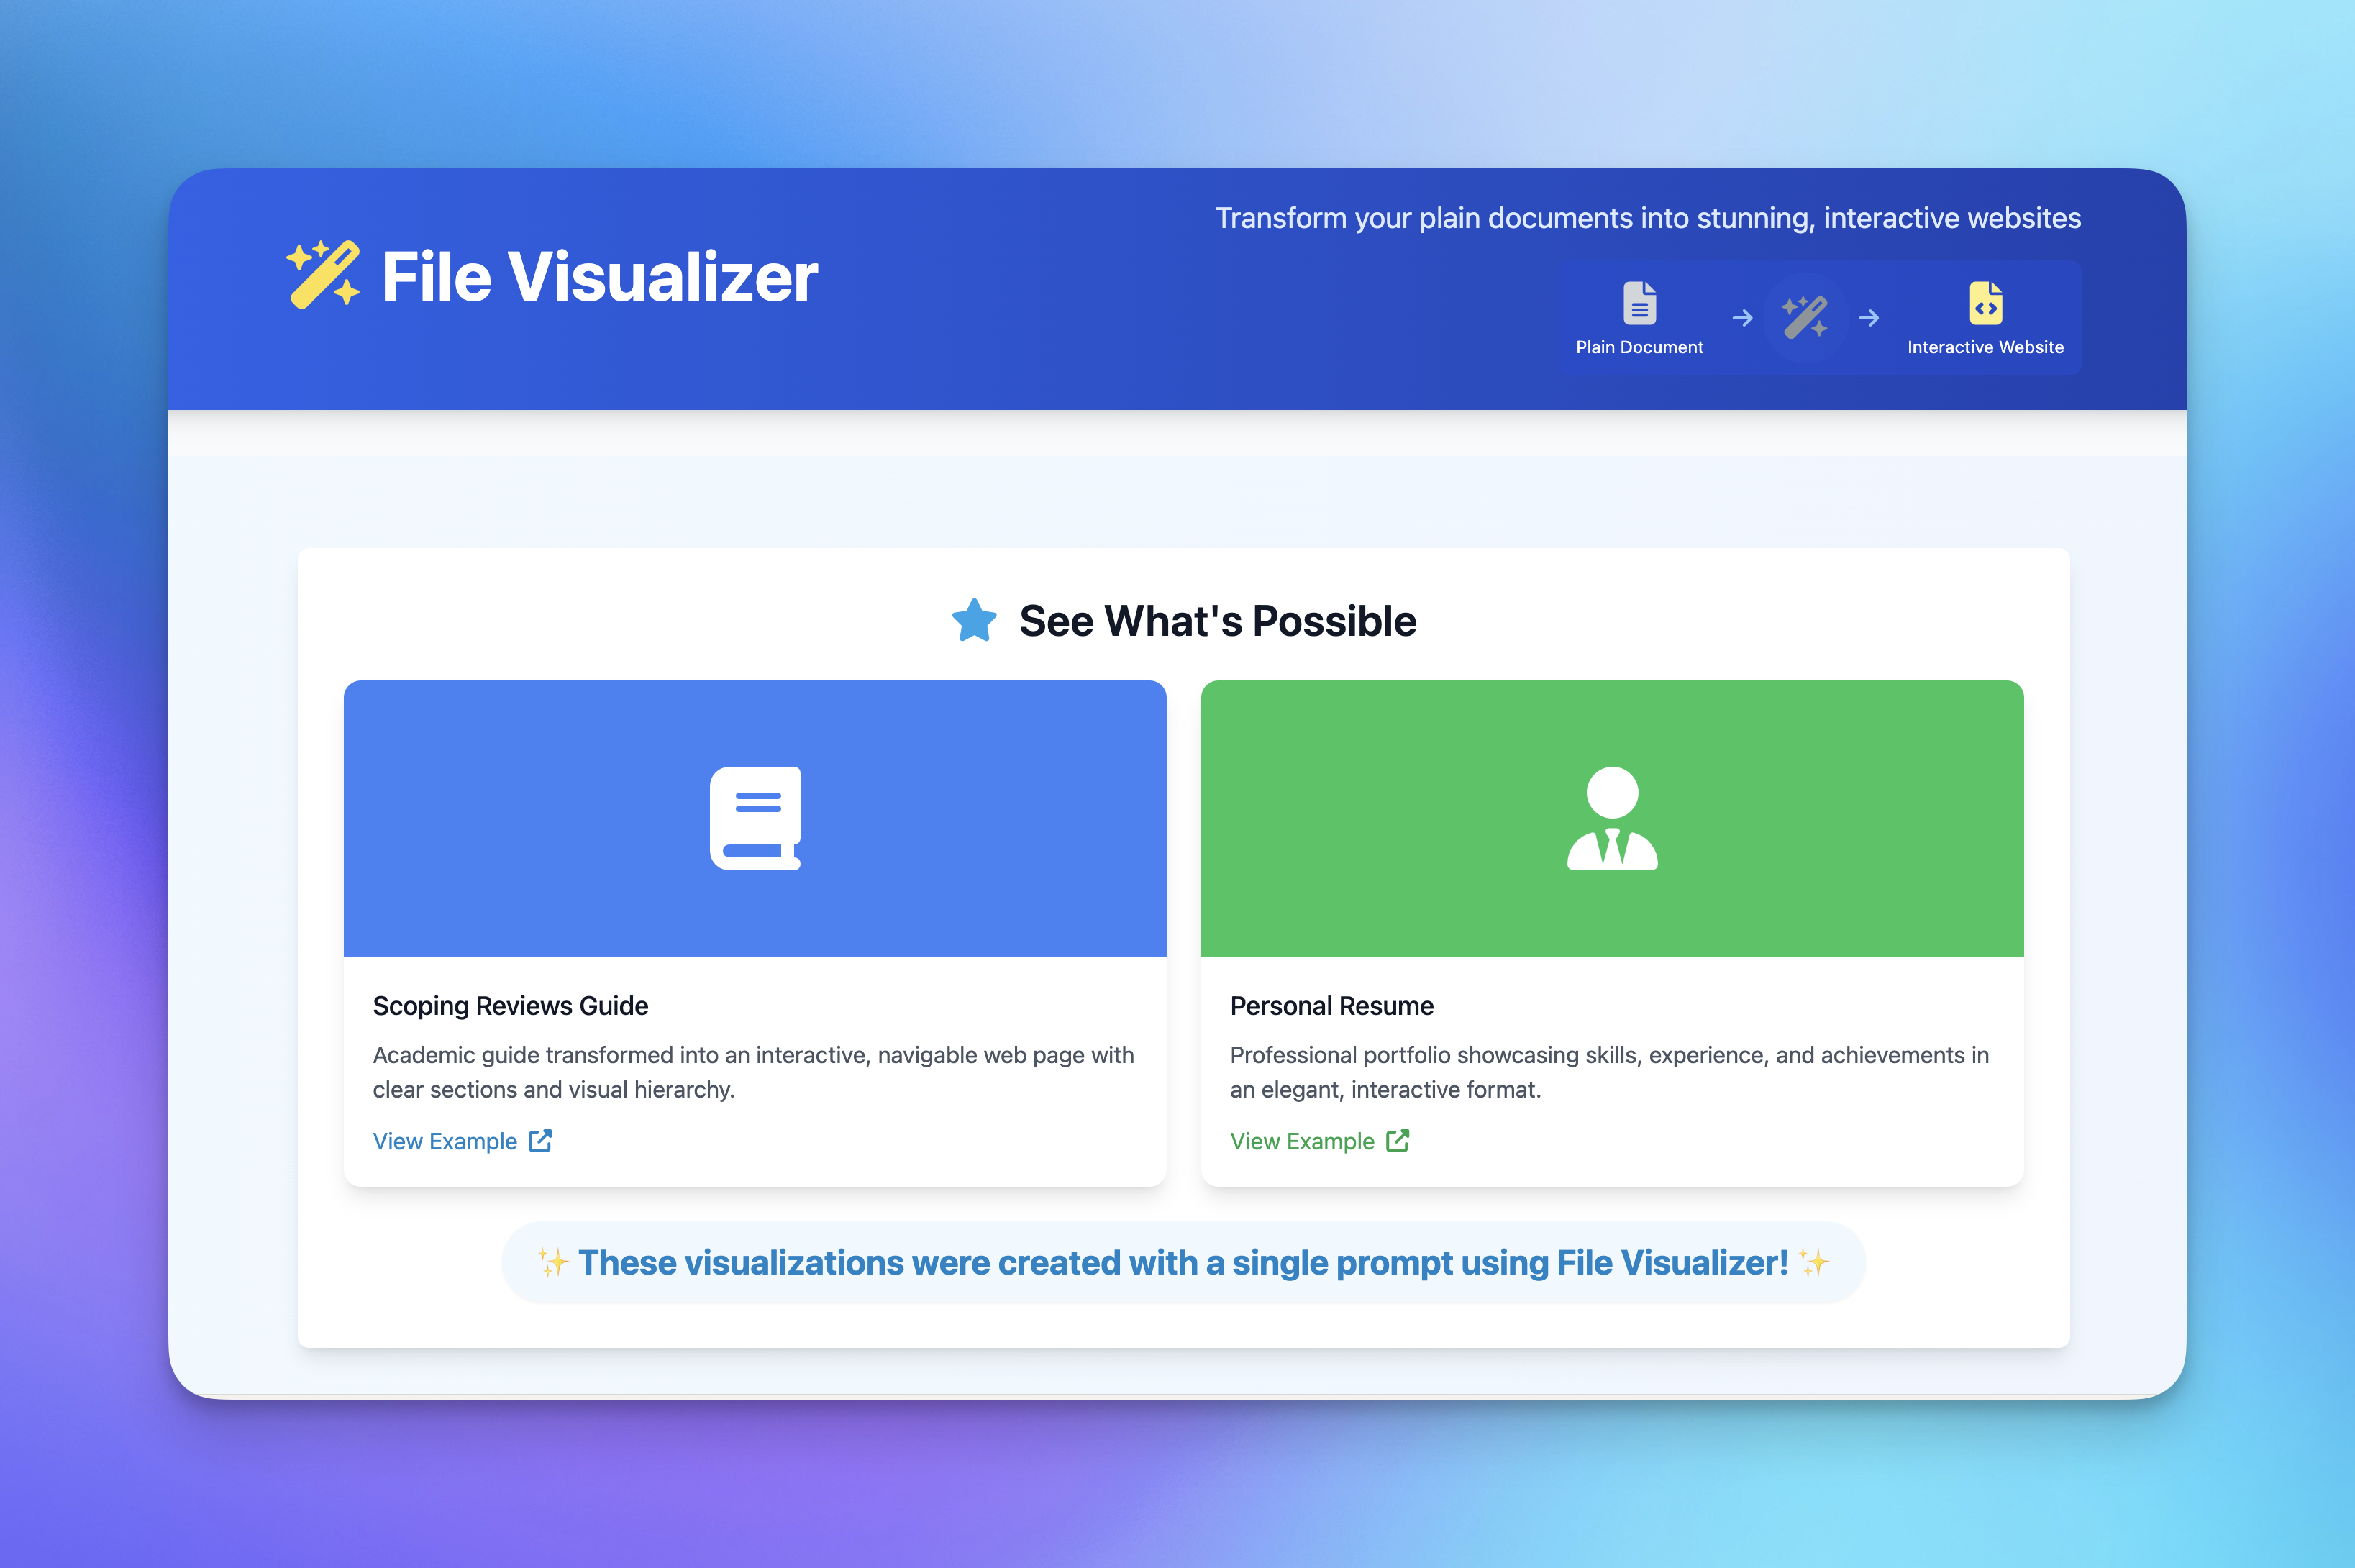 File Visualizer
Transform your plain documents into stunning, interactive websites
Plain Document
Interactive Website
See What's Possible
Scoping Reviews Guide
Academic guide transformed into an interactive, navigable web page with
clear sections and visual hierarchy.
View Example
Personal Resume
Professional portfolio showcasing skills, experience, and achievements in
an elegant, interactive format.
View Example
✨ These visualizations were created with a single prompt using File Visualizer! ✨